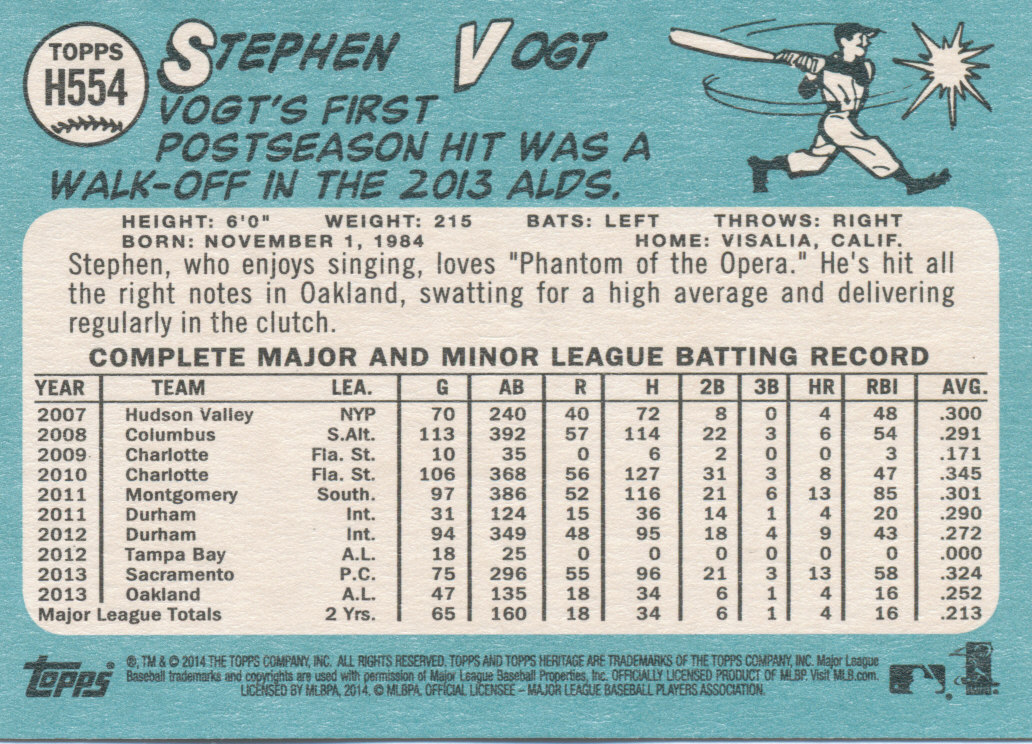 TOPPS
H554
STEPHEN VOGT
VOGT'S FIRST
POSTSEASON HIT WAS A
WALK-OFF IN THE 2013 ALDS.
HEIGHT: 6'0" WEIGHT: 215 BATS: LEFT THROWS: RIGHT
BORN: NOVEMBER 1, 1984 HOME: VISALIA, CALIF.
Stephen, who enjoys singing, loves "Phantom of the Opera." He's hit all
the right notes in Oakland, swatting for a high average and delivering
regularly in the clutch.
COMPLETE MAJOR AND MINOR LEAGUE BATTING RECORD
YEAR TEAM LEA. G AB R H 2B 3B HR RBI AVG.
2007 Hudson Valley NYP 70 240 40 72 8 0 4 48 .300
2008 Columbus S.Alt. 113 392 57 114 22 3 6 54 .291
2009 Charlotte Fla. St. 10 35 0 6 2 0 0 3 .171
2010 Charlotte Fla. St. 106 368 56 127 31 3 8 47 .345
2011 Montgomery South. 97 386 52 116 21 6 13 85 .301
2011 Durham Int. 31 124 15 36 14 1 4 20 .290
2012 Durham Int. 94 349 48 95 18 4 9 43 .272
2012 Tampa Bay A.L. 18 25 0 0 0 0 0 0 .000
2013 Sacramento P.C. 75 296 55 96 21 3 13 58 .324
2013 Oakland A.L. 47 135 18 34 6 1 4 16 .252
Major League Totals 2 Yrs. 65 160 18 34 6 1 4 16 .213
topps
®, TM & © 2014 THE TOPPS COMPANY, INC. ALL RIGHTS RESERVED. TOPPS AND TOPPS HERITAGE ARE TRADEMARKS OF THE TOPPS COMPANY, INC. Major League
Baseball trademarks and copyrights are used with permission of Major League Baseball Properties, Inc. OFFICIALLY LICENSED PRODUCT OF MLBP. Visit MLB.com.
LICENSED BY MLBPA, 2014. © MLBPA, OFFICIAL LICENSEE – MAJOR LEAGUE BASEBALL PLAYERS ASSOCIATION.